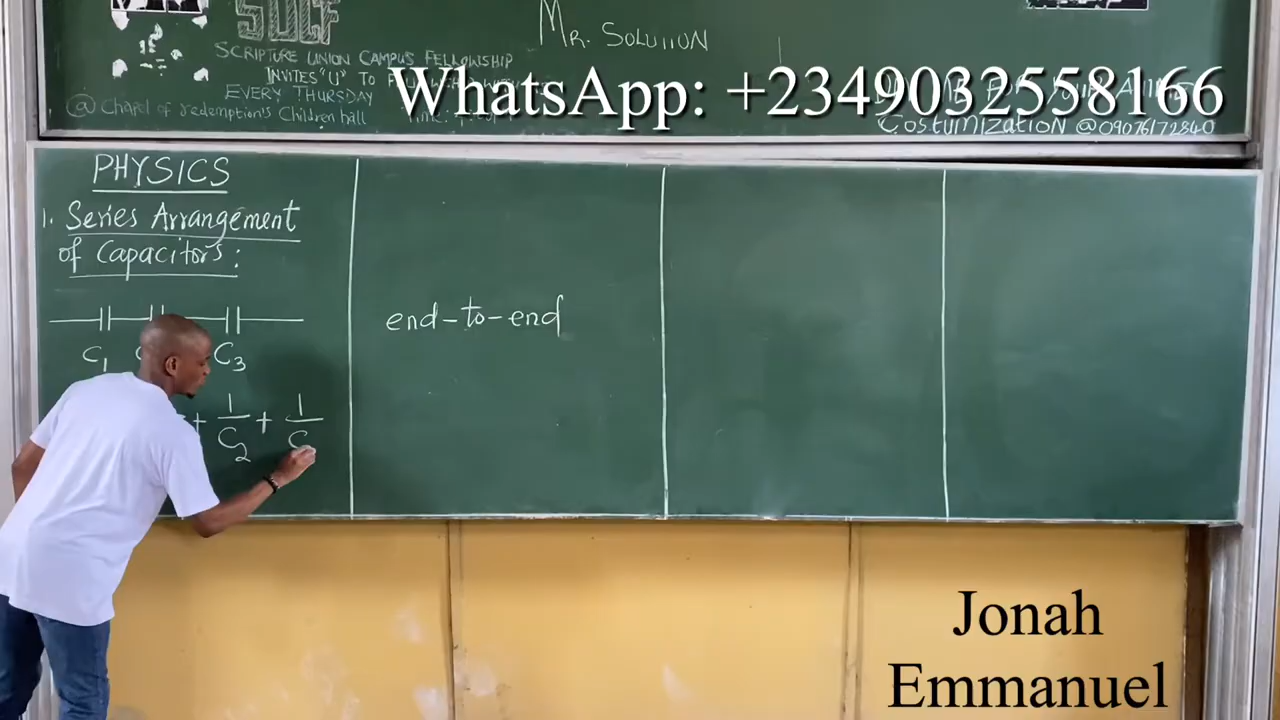 SUCF
SCRIPTURE UNION CAMPUS FELLOWSHIP
INVITES "U" TO
EVERY THURSDAY
@ Chapel of redemption's Children hall
MR. SOLUTION
WhatsApp: +2349032558166
Costumization @09076172840
PHYSICS
1. Series Arrangement
of Capacitors:
C1 C3
+ 1/C2 + 1/C
end-to-end
Jonah
Emmanuel